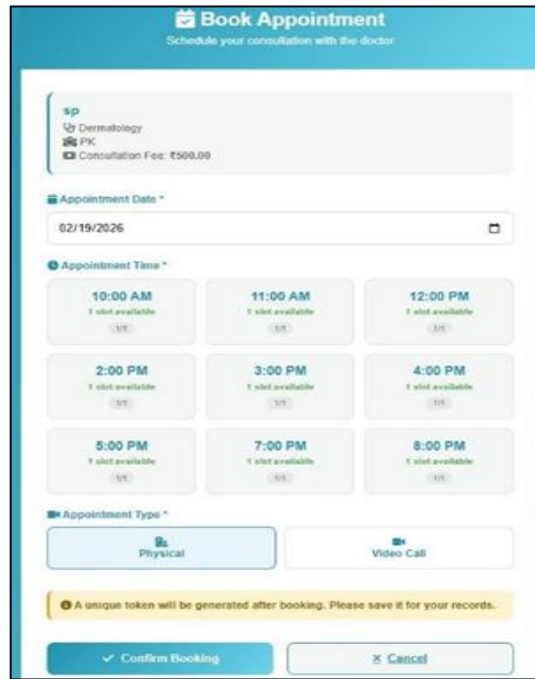 Book Appointment
Schedule your consultation with the doctor
sp
Dermatology
PK
Consultation Fee: ₹500.00
Appointment Date *
02/19/2026
Appointment Time *
10:00 AM 11:00 AM 12:00 PM
1 slot available 1 slot available 1 slot available
1/1 1/1 1/1
2:00 PM 3:00 PM 4:00 PM
1 slot available 1 slot available 1 slot available
1/1 1/1 1/1
5:00 PM 7:00 PM 8:00 PM
1 slot available 1 slot available 1 slot available
1/1 1/1 1/1
Appointment Type *
Physical Video Call
A unique token will be generated after booking. Please save it for your records.
Confirm Booking Cancel